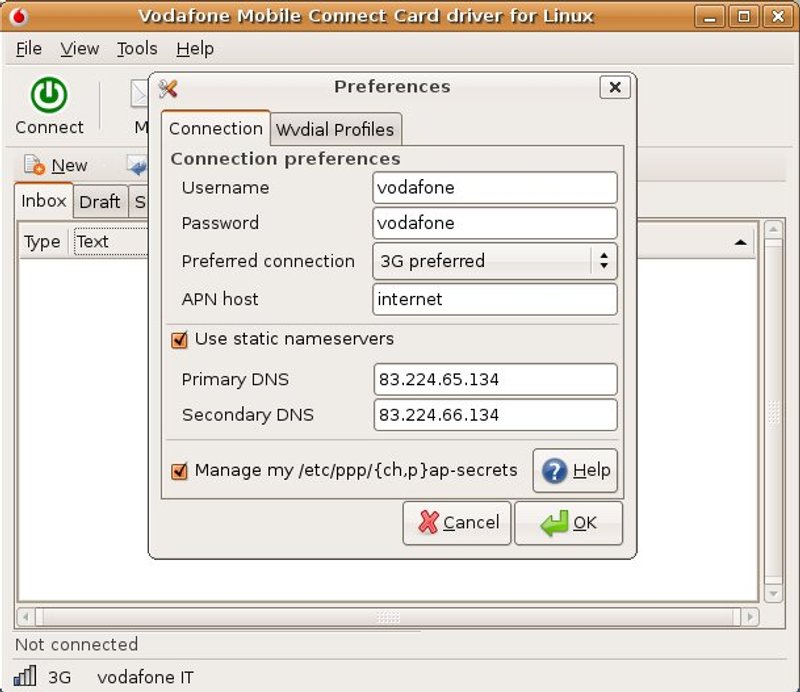 Vodafone Mobile Connect Card driver for Linux
File View Tools Help
Preferences
Connect M
Connection Wvdial Profiles
Connection preferences
New
Username vodafone
Inbox Draft S
Password vodafone
Type Text
Preferred connection 3G preferred
APN host internet
Use static nameservers
Primary DNS 83.224.65.134
Secondary DNS 83.224.66.134
Manage my /etc/ppp/{ch,p}ap-secrets Help
Cancel OK
Not connected
3G vodafone IT